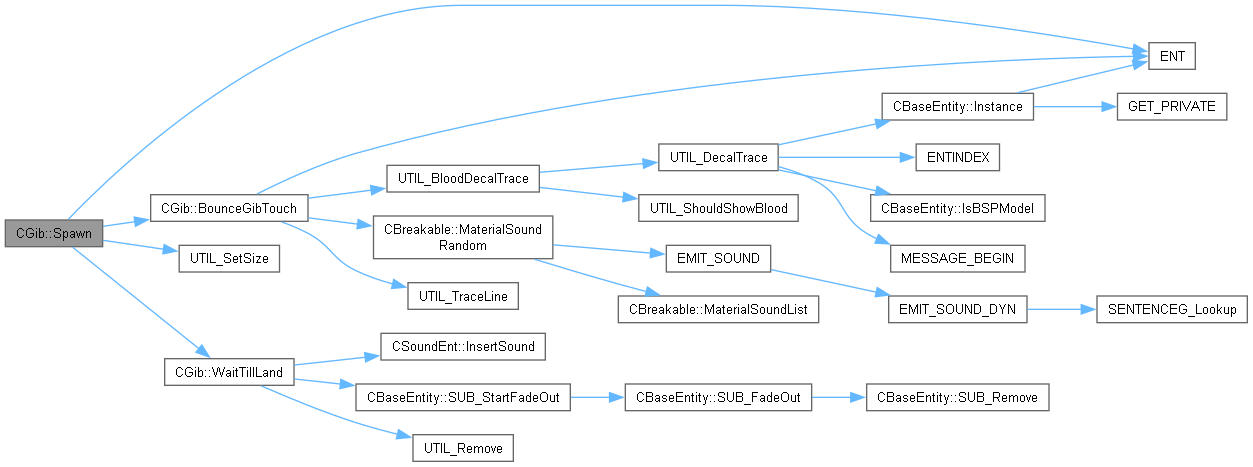 ENT
CBaseEntity::Instance
GET_PRIVATE
UTIL_DecalTrace
ENTINDEX
UTIL_BloodDecalTrace
CGib::BounceGibTouch
UTIL_ShouldShowBlood
CBaseEntity::IsBSPModel
CGib::Spawn
CBreakable::MaterialSound
Random
UTIL_SetSize
EMIT_SOUND
MESSAGE_BEGIN
UTIL_TraceLine
CBreakable::MaterialSoundList
EMIT_SOUND_DYN
SENTENCEG_Lookup
CSoundEnt::InsertSound
CGib::WaitTillLand
CBaseEntity::SUB_StartFadeOut
CBaseEntity::SUB_FadeOut
CBaseEntity::SUB_Remove
UTIL_Remove